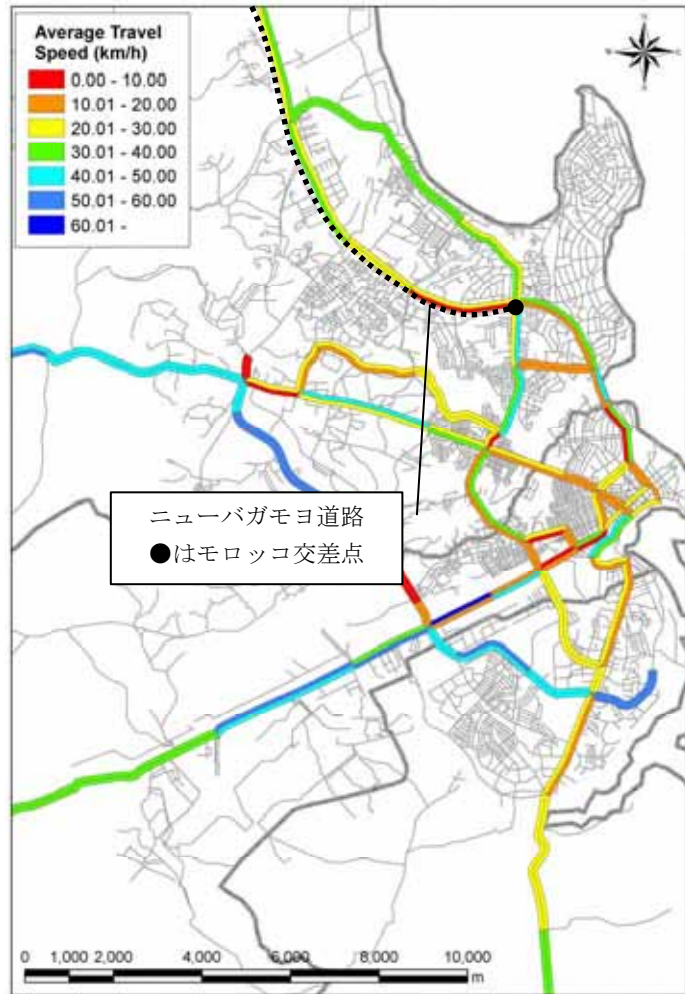 Average Travel
Speed (km/h)
0.00 - 10.00
10.01 - 20.00
20.01 - 30.00
30.01 - 40.00
40.01 - 50.00
50.01 - 60.00
60.01 -
N
W
E
S
ニューバガモヨ道路
●はモロッコ交差点
0 1,000 2,000 4,000 6,000 8,000 10,000
m